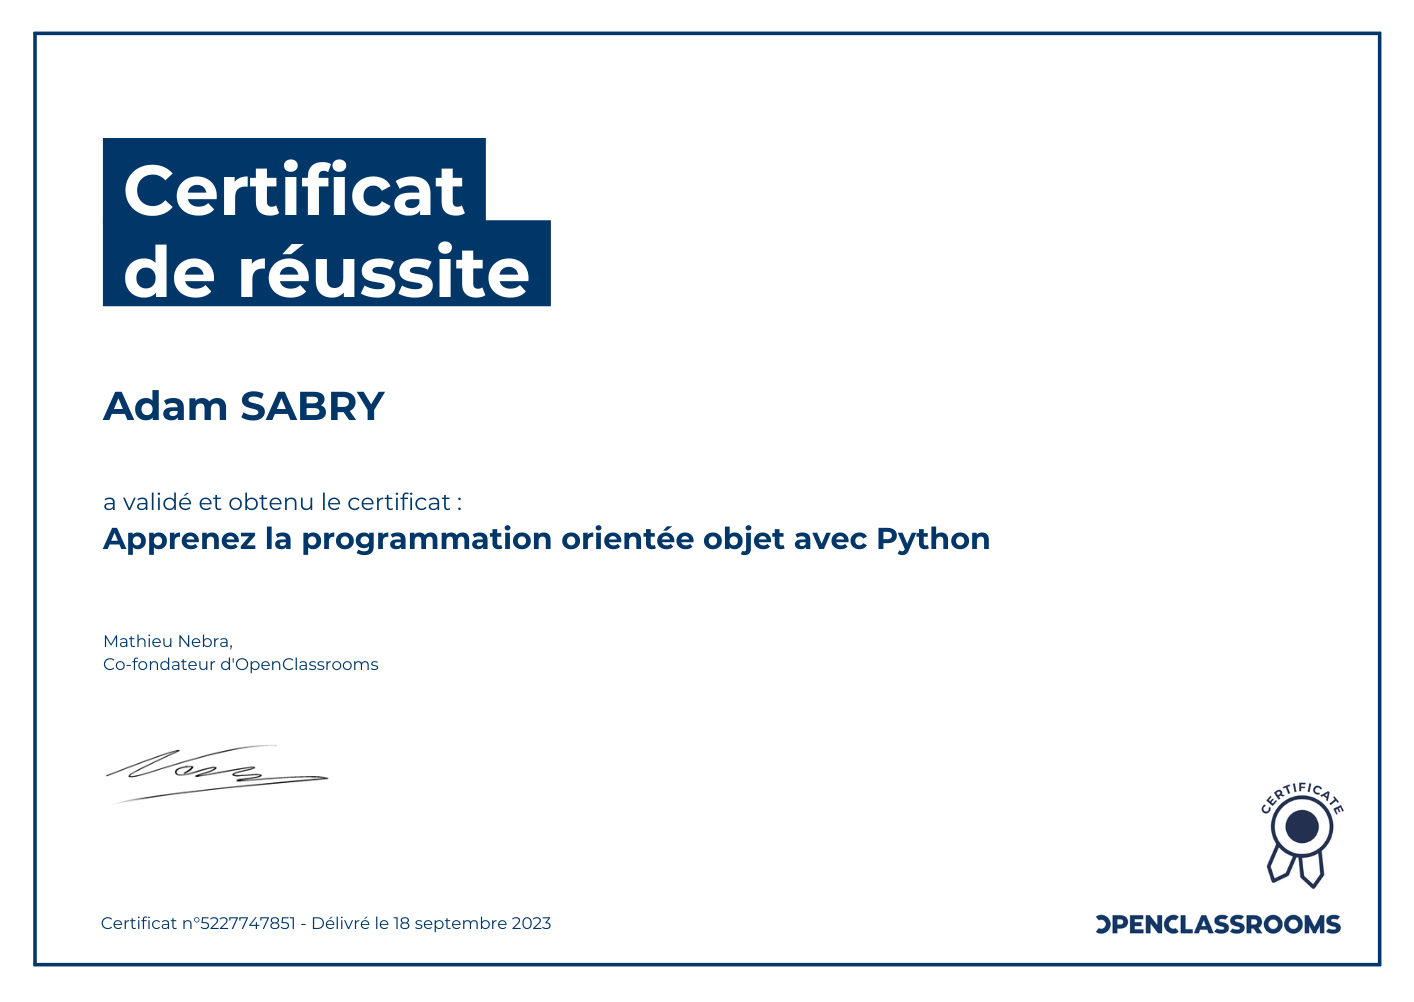 Certificat
de réussite
Adam SABRY
a validé et obtenu le certificat :
Apprenez la programmation orientée objet avec Python
Mathieu Nebra,
Co-fondateur d'OpenClassrooms
CERTIFICATE
Certificat n°5227747851 - Délivré le 18 septembre 2023
OPENCLASSROOMS